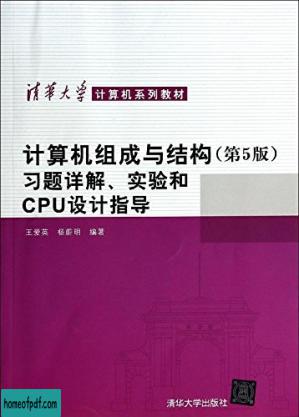 清华大学 计算机系列教材
计算机组成与结构(第5版)
习题详解、实验和
CPU设计指导
王爱英 杨蔚明 编著
清华大学出版社
homeofpdf.com